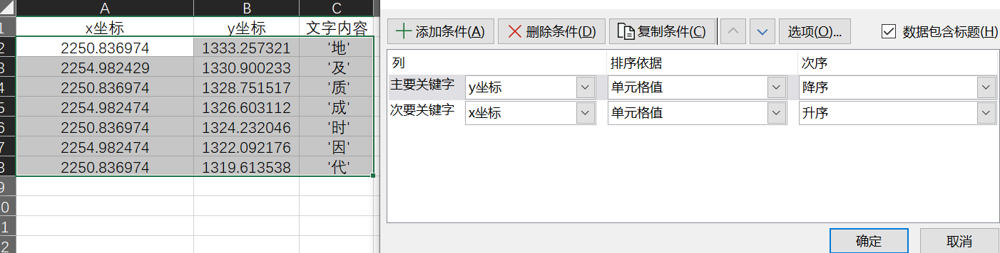 A B C
1 x坐标 y坐标 文字内容
2 2250.836974 1333.257321 '地'
3 2254.982429 1330.900233 '及'
4 2250.836974 1328.751517 '质'
5 2254.982474 1326.603112 '成'
6 2250.836974 1324.232046 '时'
7 2254.982474 1322.092176 '因'
8 2250.836974 1319.613538 '代'
9
0
1
2
添加条件(A) 删除条件(D) 复制条件(C) 选项(O)... 数据包含标题(H)
列 排序依据 次序
主要关键字 y坐标 单元格值 降序
次要关键字 x坐标 单元格值 升序
确定 取消